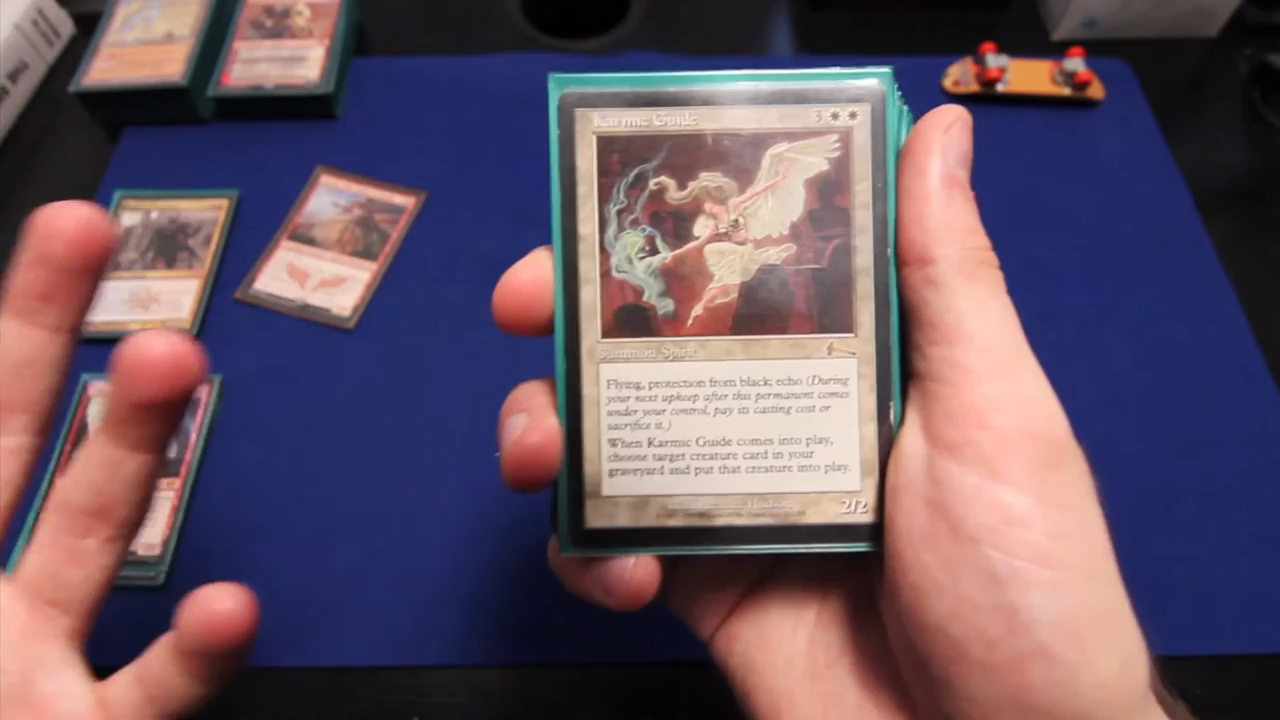 Karmic Guide 3
Summon Spirit
Flying, protection from black; echo (During
your next upkeep after this permanent comes
under your control, pay its casting cost or
sacrifice it.)
When Karmic Guide comes into play,
choose target creature card in your
graveyard and put that creature into play.
2/2